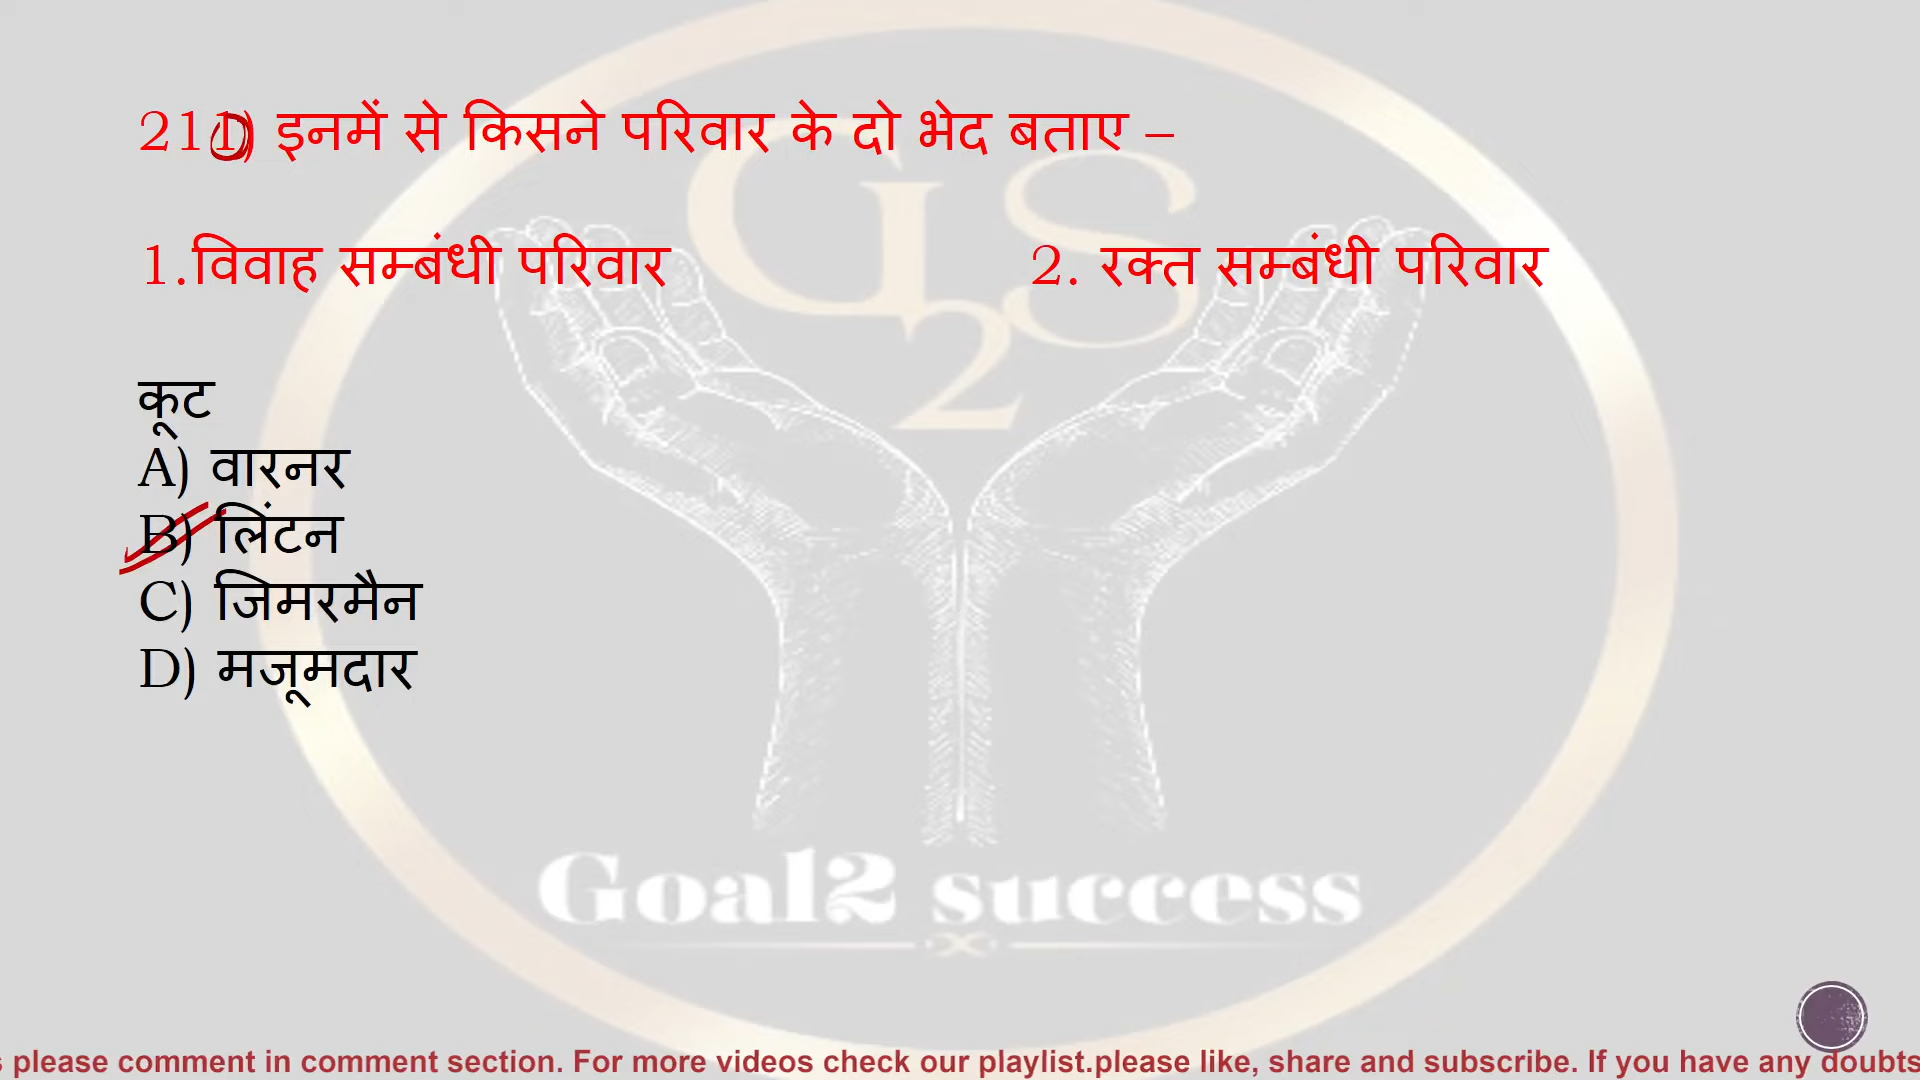 211) इनमें से किसने परिवार के दो भेद बताए –
1.विवाह सम्बंधी परिवार 2. रक्त सम्बंधी परिवार
कूट
A) वारनर
B) लिंटन
C) जिमरमैन
D) मजूमदार
G2S
Goal2 success
please comment in comment section. For more videos check our playlist.please like, share and subscribe. If you have any doubts